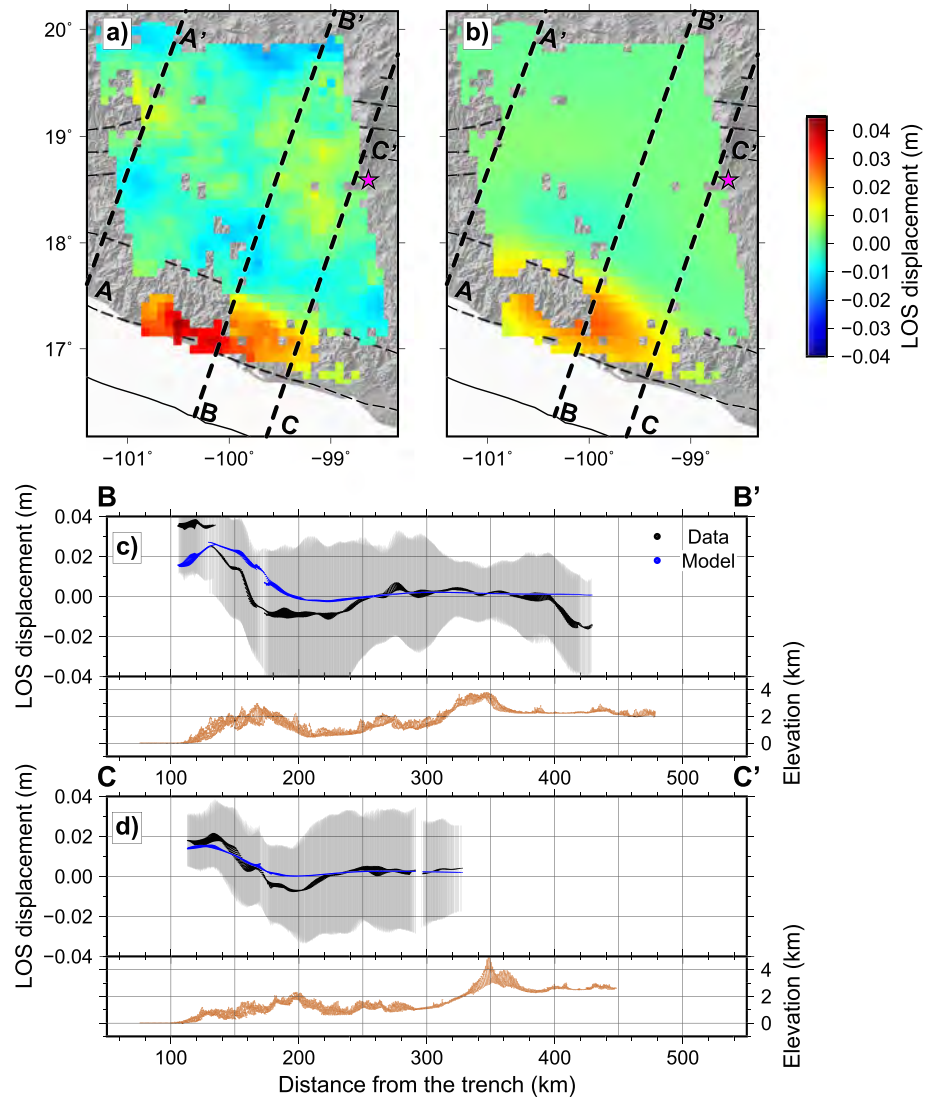 a)
A'
B'
C'
A
B
C
20˚
19˚
18˚
17˚
−101˚
−100˚
−99˚
b)
A'
B'
C'
A
B
C
−101˚
−100˚
−99˚
0.04
0.03
0.02
0.01
0.00
−0.01
−0.02
−0.03
−0.04
LOS displacement (m)
B
B’
c)
Data
Model
0.04
0.02
0.00
−0.02
−0.04
LOS displacement (m)
4
2
0
Elevation (km)
100
200
300
400
500
C
C’
d)
0.04
0.02
0.00
−0.02
−0.04
LOS displacement (m)
4
2
0
Elevation (km)
100
200
300
400
500
Distance from the trench (km)